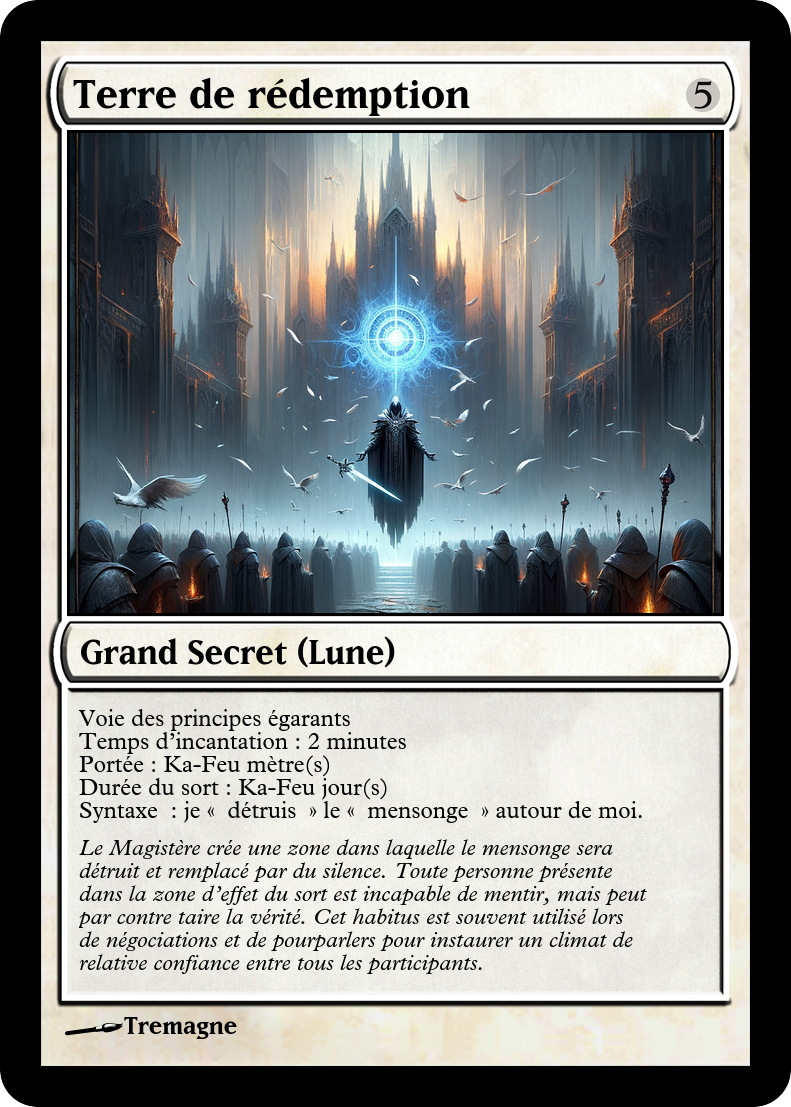 Terre de rédemption
5
Grand Secret (Lune)
Voie des principes égarants
Temps d'incantation : 2 minutes
Portée : Ka-Feu mètre(s)
Durée du sort : Ka-Feu jour(s)
Syntaxe  : je «  détruis  » le «  mensonge  » autour de moi.
Le Magistère crée une zone dans laquelle le mensonge sera
détruit et remplacé par du silence. Toute personne présente
dans la zone d'effet du sort est incapable de mentir, mais peut
par contre taire la vérité. Cet habitus est souvent utilisé lors
de négociations et de pourparlers pour instaurer un climat de
relative confiance entre tous les participants.
Tremagne